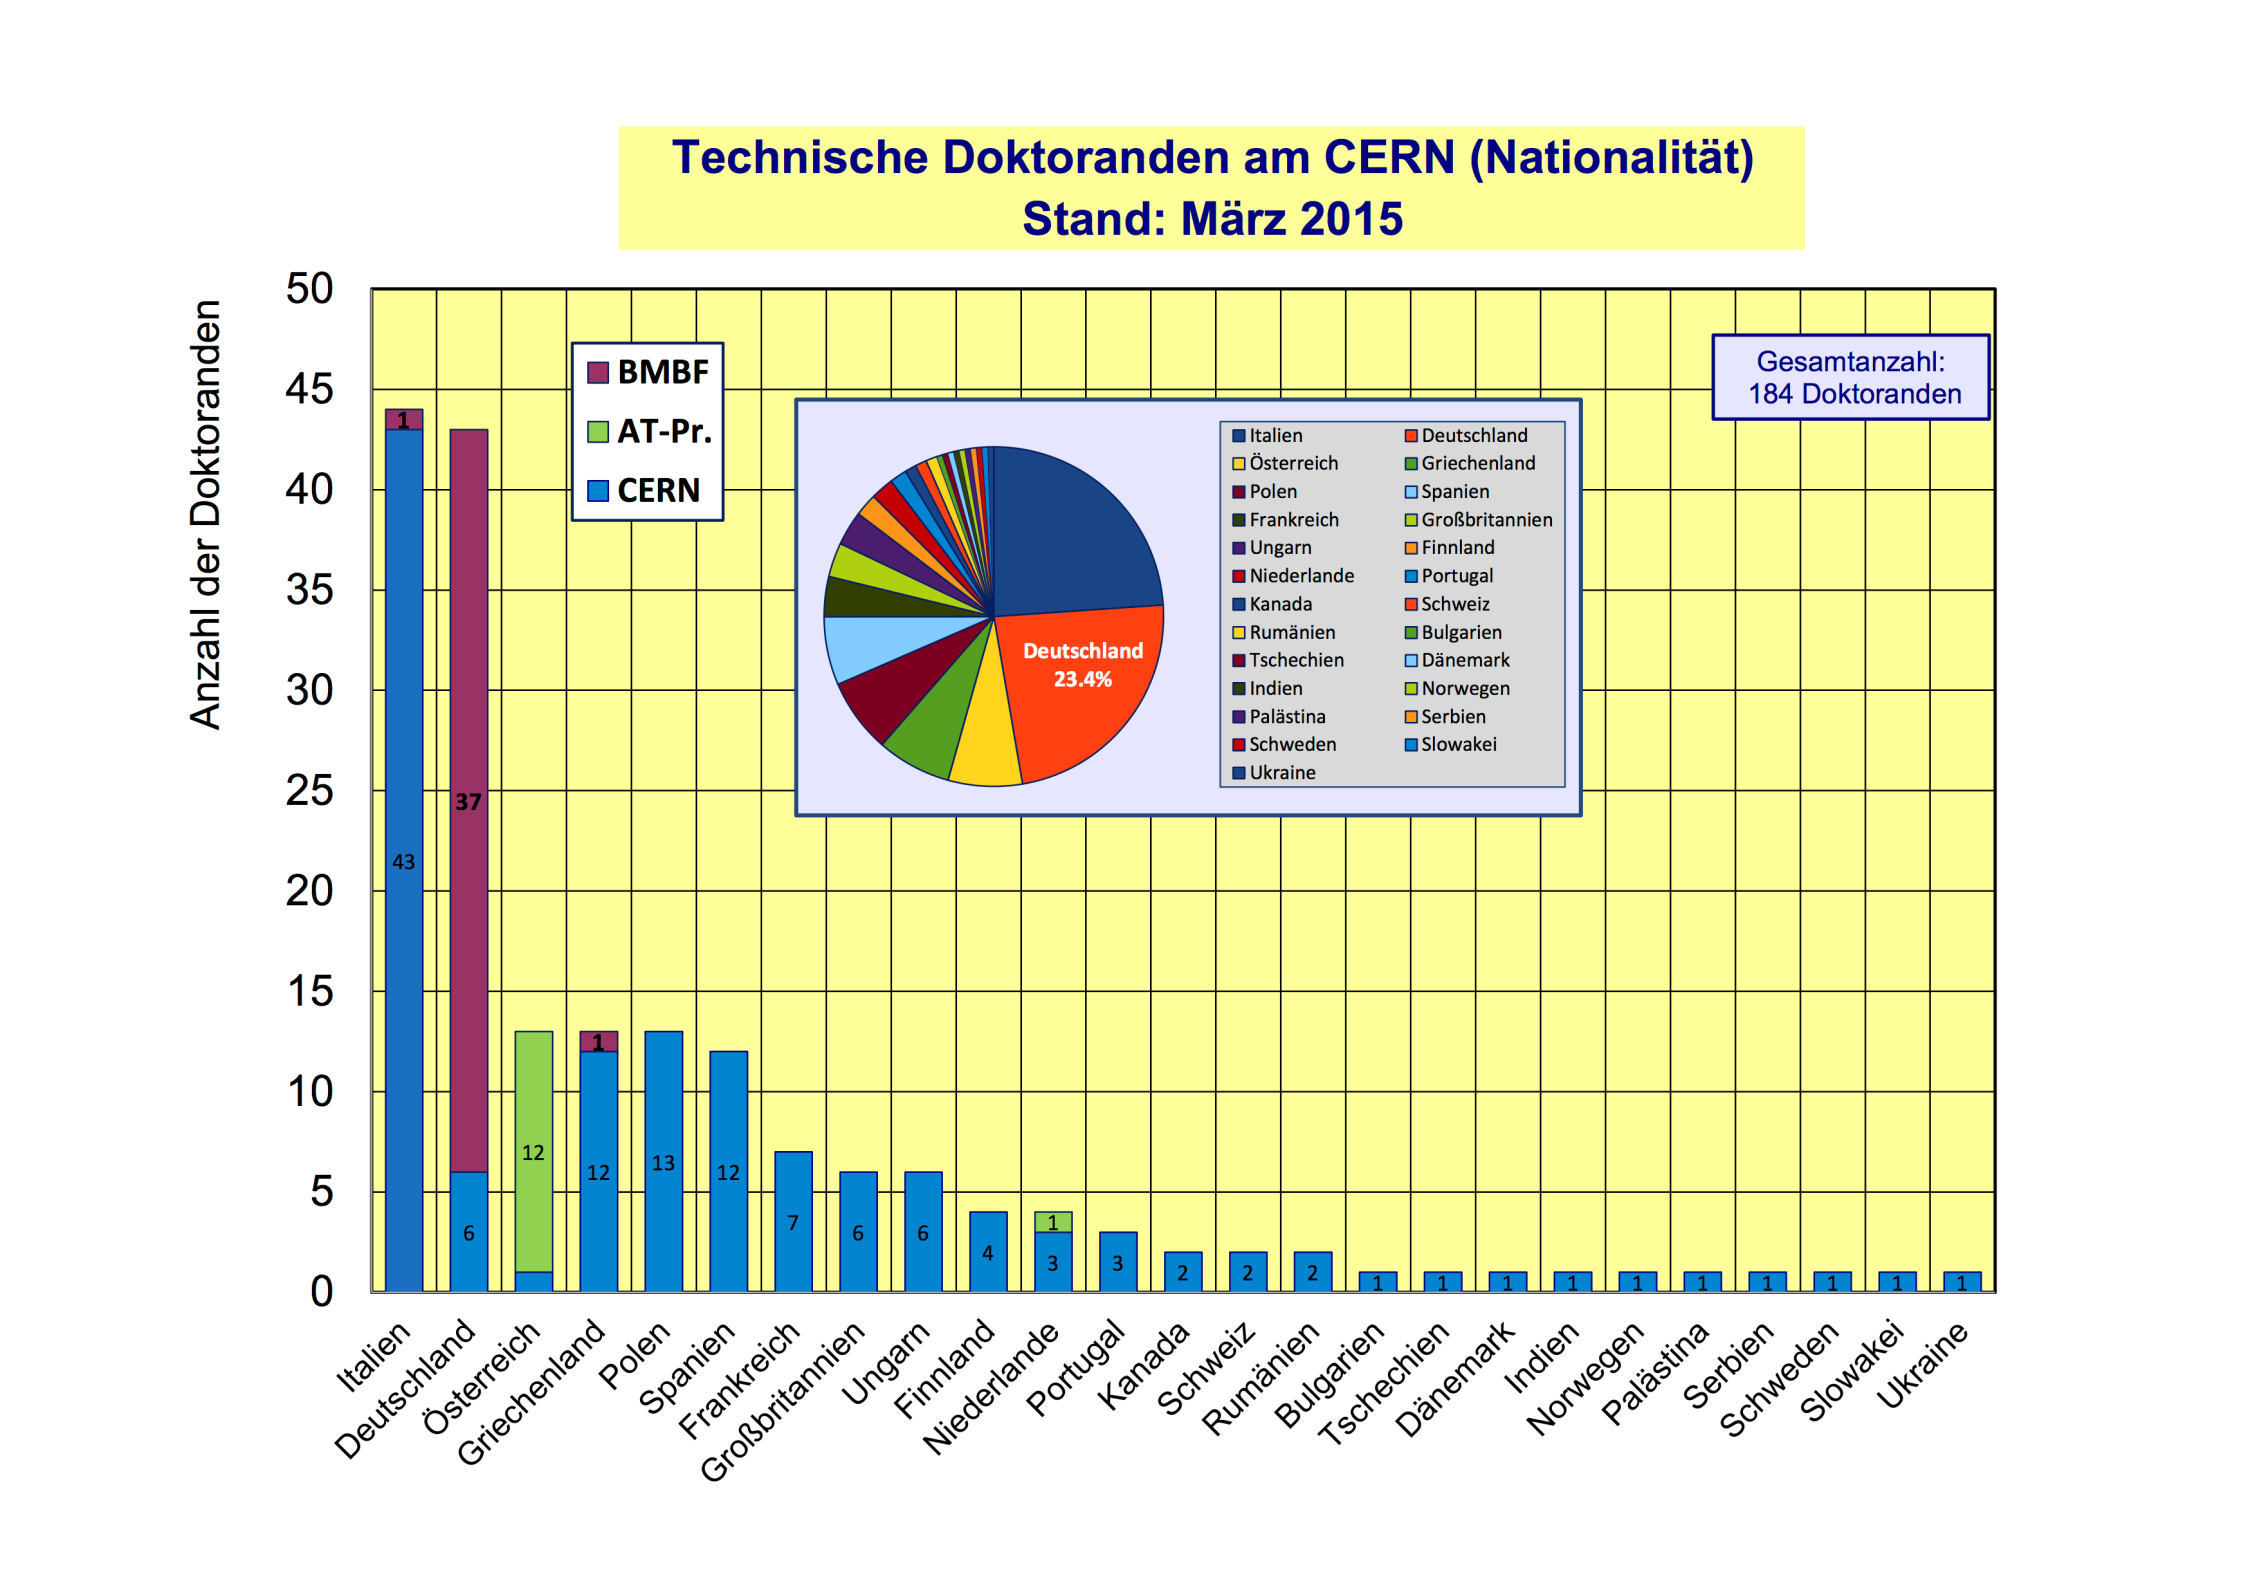 Technische Doktoranden am CERN (Nationalität)
Stand: März 2015
Anzahl der Doktoranden
50
45
40
35
30
25
20
15
10
5
0
BMBF
AT-Pr.
CERN
Gesamtanzahl:
184 Doktoranden
Deutschland
23.4%
Italien Deutschland
Österreich Griechenland
Polen Spanien
Frankreich Großbritannien
Ungarn Finnland
Niederlande Portugal
Kanada Schweiz
Rumänien Bulgarien
Tschechien Dänemark
Indien Norwegen
Palästina Serbien
Schweden Slowakei
Ukraine
1
43
37
6
12
1
12
13
12
7
6
6
4
1
3
3
2
2
2
1
1
1
1
1
1
1
1
1
1
Italien
Deutschland
Österreich
Griechenland
Polen
Spanien
Frankreich
Großbritannien
Ungarn
Finnland
Niederlande
Portugal
Kanada
Schweiz
Rumänien
Bulgarien
Tschechien
Dänemark
Indien
Norwegen
Palästina
Serbien
Schweden
Slowakei
Ukraine